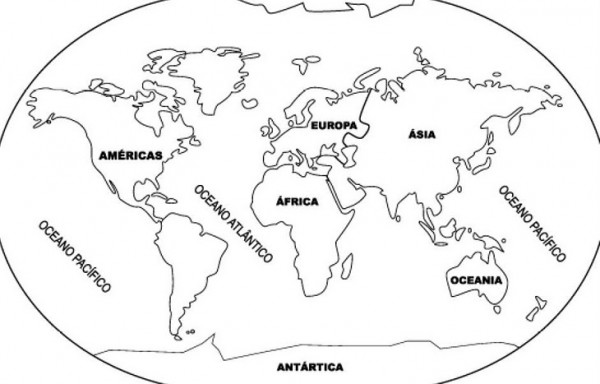 EUROPA
ÁSIA
AMÉRICAS
ÁFRICA
OCEANO ATLÂNTICO
OCEANO PACÍFICO
OCEANO PACÍFICO
OCEANIA
ANTÁRTICA